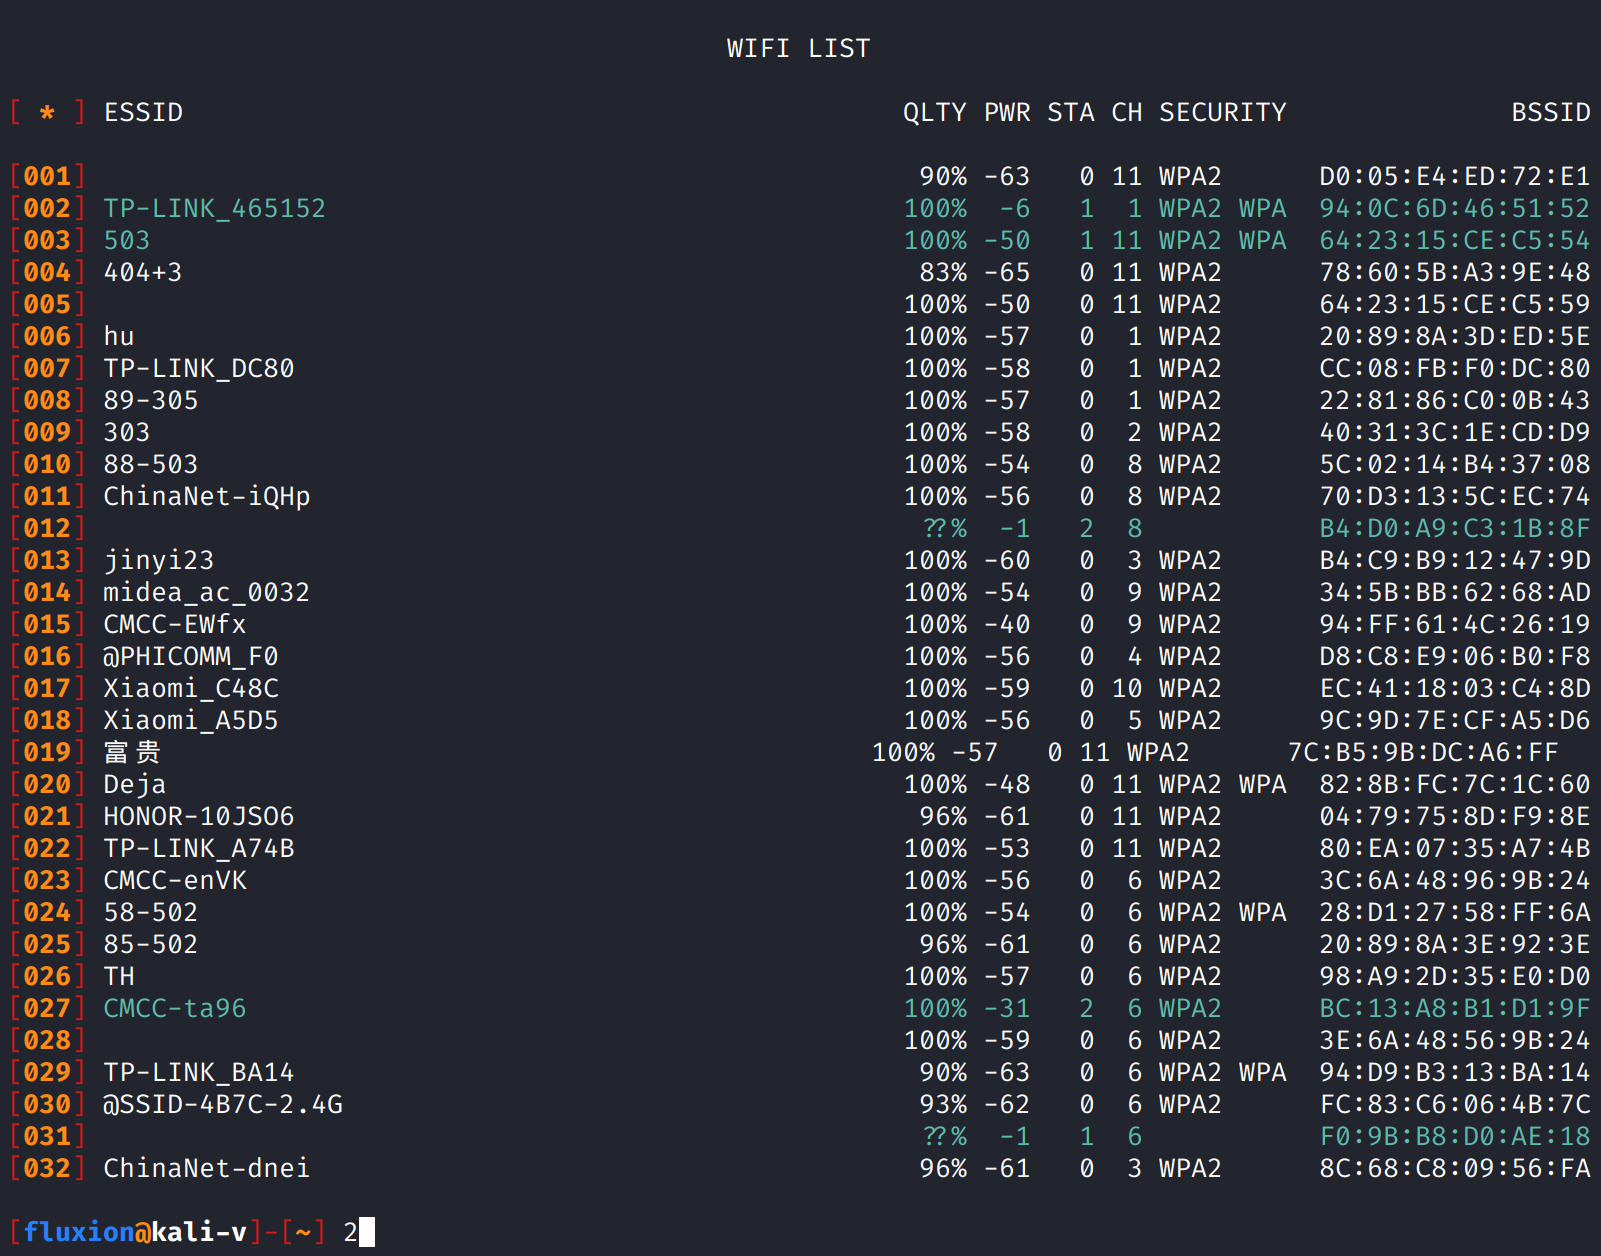 WIFI LIST
[ * ] ESSID QLTY PWR STA CH SECURITY BSSID
[001] 90% -63 0 11 WPA2 D0:05:E4:ED:72:E1
[002] TP-LINK_465152 100% -6 1 1 WPA2 WPA 94:0C:6D:46:51:52
[003] 503 100% -50 1 11 WPA2 WPA 64:23:15:CE:C5:54
[004] 404+3 83% -65 0 11 WPA2 78:60:5B:A3:9E:48
[005] 100% -50 0 11 WPA2 64:23:15:CE:C5:59
[006] hu 100% -57 0 1 WPA2 20:89:8A:3D:ED:5E
[007] TP-LINK_DC80 100% -58 0 1 WPA2 CC:08:FB:F0:DC:80
[008] 89-305 100% -57 0 1 WPA2 22:81:86:C0:0B:43
[009] 303 100% -58 0 2 WPA2 40:31:3C:1E:CD:D9
[010] 88-503 100% -54 0 8 WPA2 5C:02:14:B4:37:08
[011] ChinaNet-iQHp 100% -56 0 8 WPA2 70:D3:13:5C:EC:74
[012] ??% -1 2 8 B4:D0:A9:C3:1B:8F
[013] jinyi23 100% -60 0 3 WPA2 B4:C9:B9:12:47:9D
[014] midea_ac_0032 100% -54 0 9 WPA2 34:5B:BB:62:68:AD
[015] CMCC-EWfx 100% -40 0 9 WPA2 94:FF:61:4C:26:19
[016] @PHICOMM_F0 100% -56 0 4 WPA2 D8:C8:E9:06:B0:F8
[017] Xiaomi_C48C 100% -59 0 10 WPA2 EC:41:18:03:C4:8D
[018] Xiaomi_A5D5 100% -56 0 5 WPA2 9C:9D:7E:CF:A5:D6
[019] 富贵 100% -57 0 11 WPA2 7C:B5:9B:DC:A6:FF
[020] Deja 100% -48 0 11 WPA2 WPA 82:8B:FC:7C:1C:60
[021] HONOR-10JSO6 96% -61 0 11 WPA2 04:79:75:8D:F9:8E
[022] TP-LINK_A74B 100% -53 0 11 WPA2 80:EA:07:35:A7:4B
[023] CMCC-enVK 100% -56 0 6 WPA2 3C:6A:48:96:9B:24
[024] 58-502 100% -54 0 6 WPA2 WPA 28:D1:27:58:FF:6A
[025] 85-502 96% -61 0 6 WPA2 20:89:8A:3E:92:3E
[026] TH 100% -57 0 6 WPA2 98:A9:2D:35:E0:D0
[027] CMCC-ta96 100% -31 2 6 WPA2 BC:13:A8:B1:D1:9F
[028] 100% -59 0 6 WPA2 3E:6A:48:56:9B:24
[029] TP-LINK_BA14 90% -63 0 6 WPA2 WPA 94:D9:B3:13:BA:14
[030] @SSID-4B7C-2.4G 93% -62 0 6 WPA2 FC:83:C6:06:4B:7C
[031] ??% -1 1 6 F0:9B:B8:D0:AE:18
[032] ChinaNet-dnei 96% -61 0 3 WPA2 8C:68:C8:09:56:FA
[fluxion@kali-v]-[~] 2